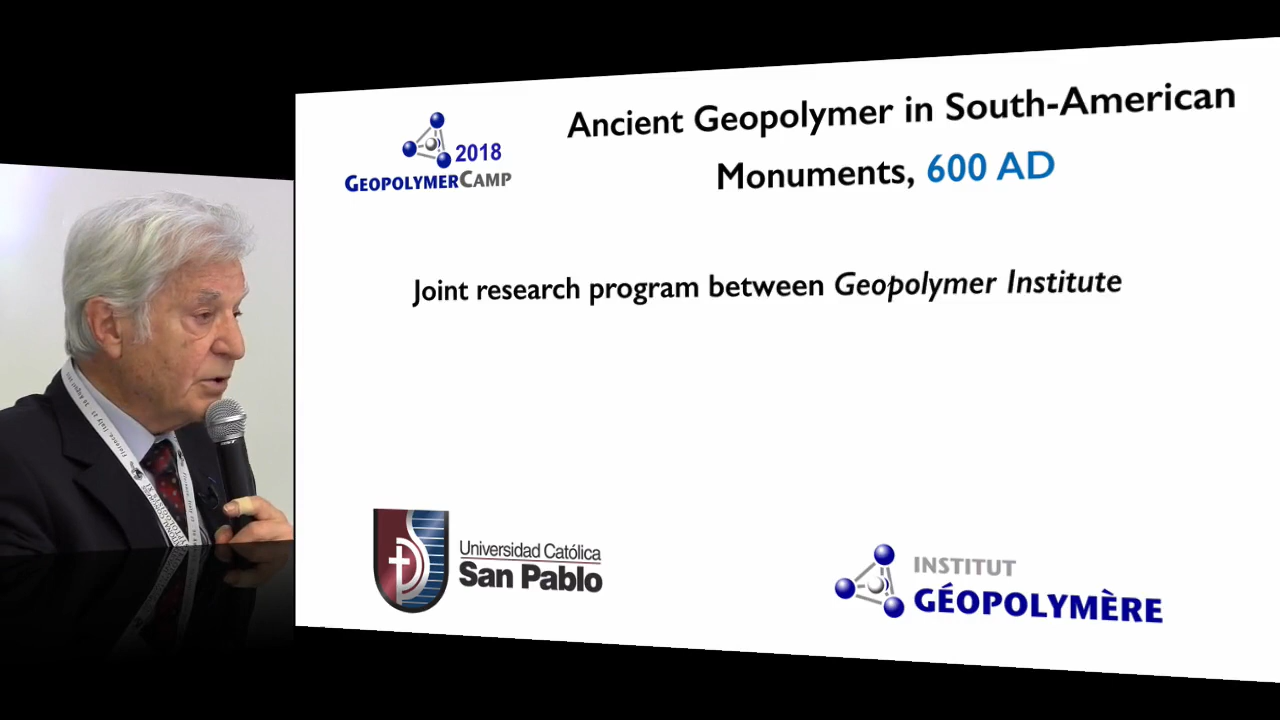 2018
GEOPOLYMERCAMP
Ancient Geopolymer in South-American
Monuments, 600 AD
Joint research program between Geopolymer Institute
Universidad Católica
San Pablo
INSTITUT
GÉOPOLYMÈRE